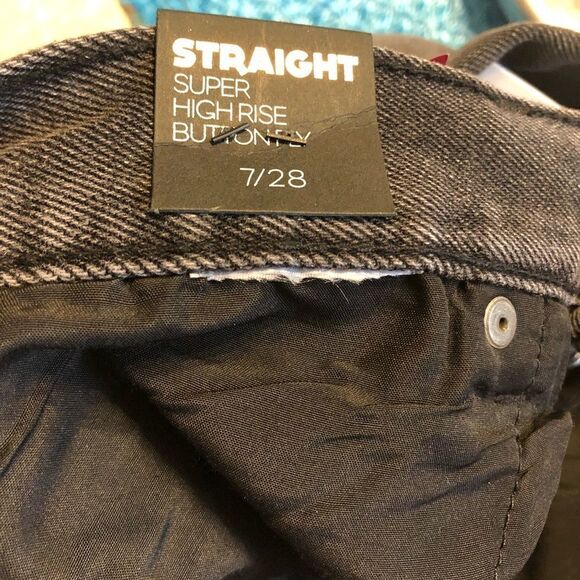 STRAIGHT
SUPER
HIGH RISE
BUTTON FLY
7/28